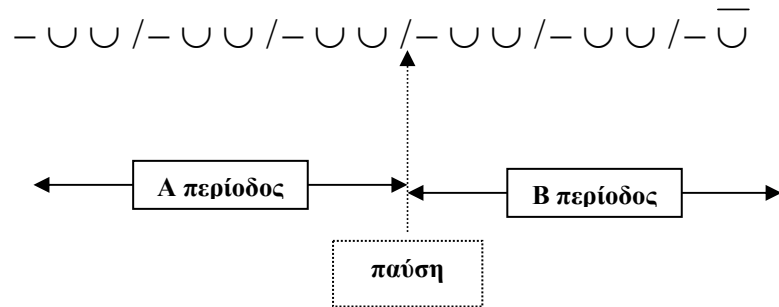 – ∪ ∪ / – ∪ ∪ / – ∪ ∪ / – ∪ ∪ / – ∪ ∪ / – ∪̅
Α περίοδος
Β περίοδος
παύση